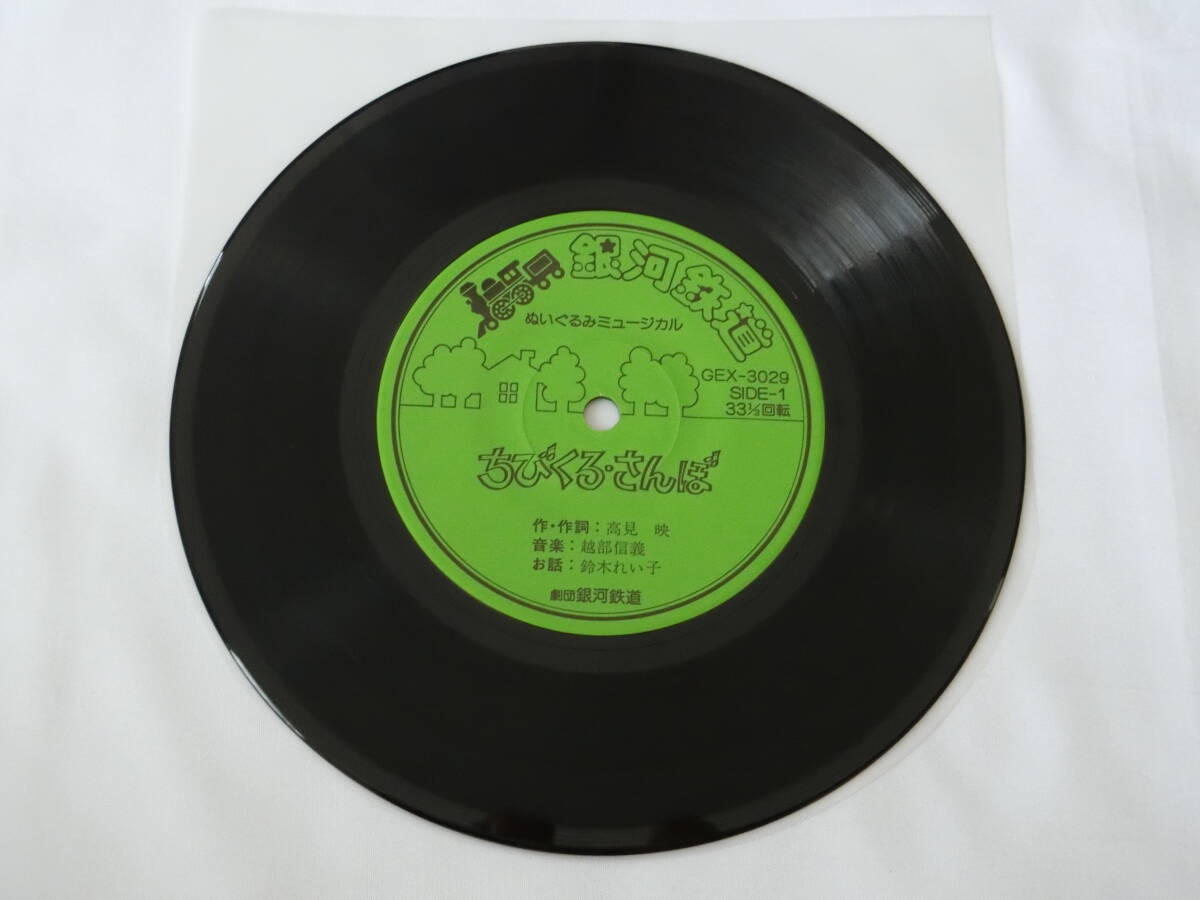 銀河鉄道
ぬいぐるみミュージカル
GEX-3029
SIDE-1
33⅓回転
ちびくろ・さんぼ
作・作詞：高見 映
音楽：越部信義
お話：鈴木れい子
劇団銀河鉄道